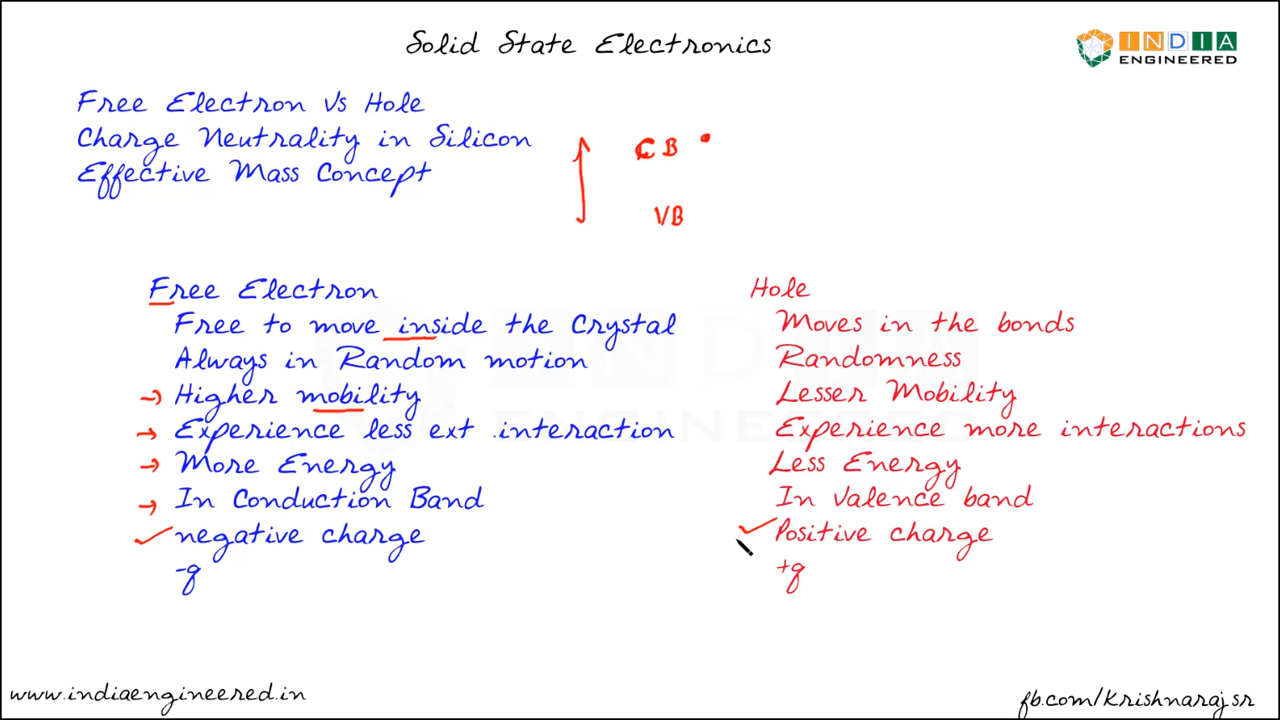 Solid State Electronics
INDIA
ENGINEERED
Free Electron Vs Hole
Charge Neutrality in Silicon
Effective Mass Concept
CB
VB
Free Electron
Free to move inside the Crystal
Always in Random motion
Higher mobility
Experience less ext .interaction
More Energy
In Conduction Band
negative charge
-q
Hole
Moves in the bonds
Randomness
Lesser Mobility
Experience more interactions
Less Energy
In Valence band
Positive charge
+q
INDIA
ENGINEERED
www.indiaengineered.in
fb.com/krishnaraj.sr